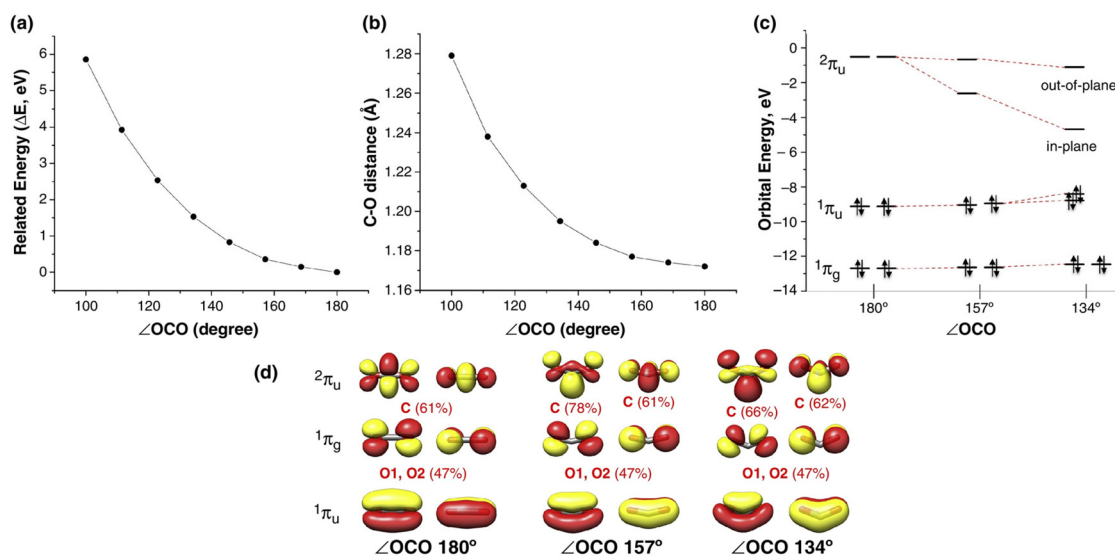 (a)
Related Energy (ΔE, eV)
6
5
4
3
2
1
0
100 120 140 160 180
∠OCO (degree)
(b)
C-O distance (Å)
1.28
1.26
1.24
1.22
1.20
1.18
1.16
100 120 140 160 180
∠OCO (degree)
(c)
Orbital Energy, eV
0
−2
−4
−6
−8
−10
−12
−14
²πu
out-of-plane
in-plane
¹πu
¹πg
180° 157° 134°
∠OCO
(d)
²πu
C (61%) C (78%) C (61%) C (66%) C (62%)
¹πg
O1, O2 (47%) O1, O2 (47%) O1, O2 (47%)
¹πu
∠OCO 180° ∠OCO 157° ∠OCO 134°